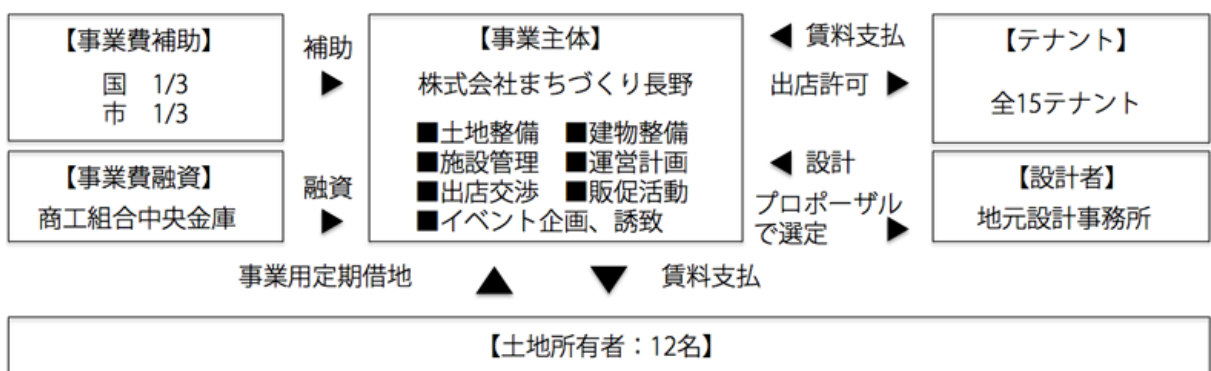 【事業費補助】
国 1/3
市 1/3
補助
▶
【事業主体】
株式会社まちづくり長野
■土地整備 ■建物整備
■施設管理 ■運営計画
■出店交渉 ■販促活動
■イベント企画、誘致
◀ 賃料支払
出店許可 ▶
【テナント】
全15テナント
【事業費融資】
商工組合中央金庫
融資
▶
◀ 設計
プロポーザル
で選定 ▶
【設計者】
地元設計事務所
事業用定期借地 ▲ ▼ 賃料支払
【土地所有者：12名】